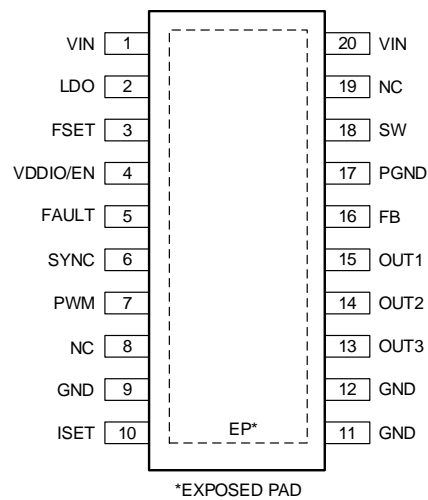 VIN 1 20 VIN
LDO 2 19 NC
FSET 3 18 SW
VDDIO/EN 4 17 PGND
FAULT 5 16 FB
SYNC 6 15 OUT1
PWM 7 14 OUT2
NC 8 13 OUT3
GND 9 12 GND
ISET 10 EP* 11 GND
*EXPOSED PAD